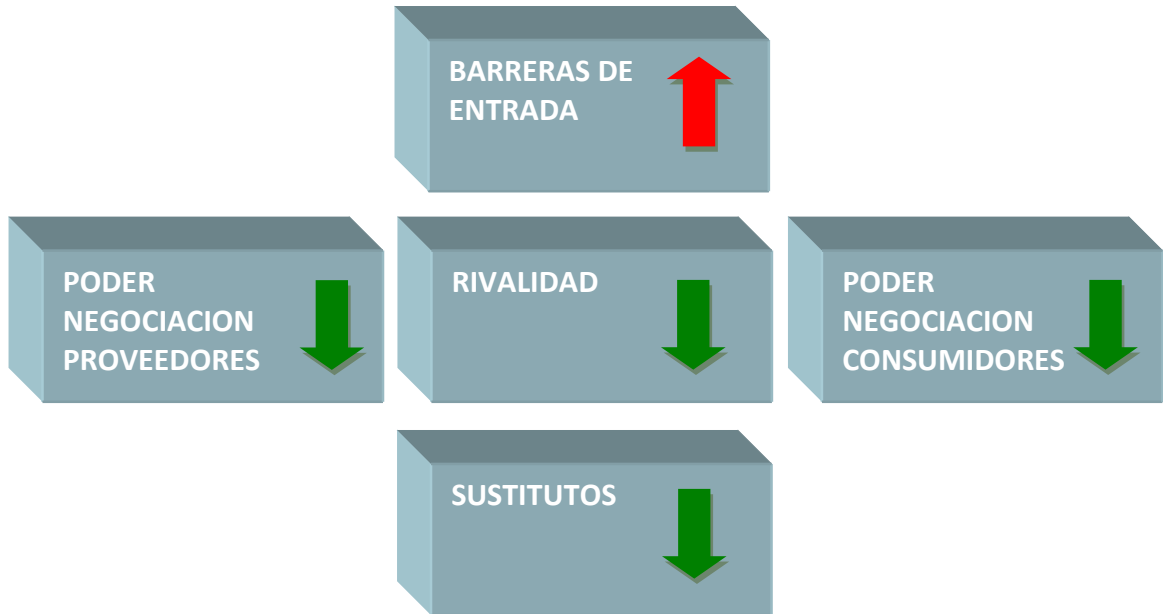 BARRERAS DE
ENTRADA
PODER
NEGOCIACION
PROVEEDORES
RIVALIDAD
PODER
NEGOCIACION
CONSUMIDORES
SUSTITUTOS